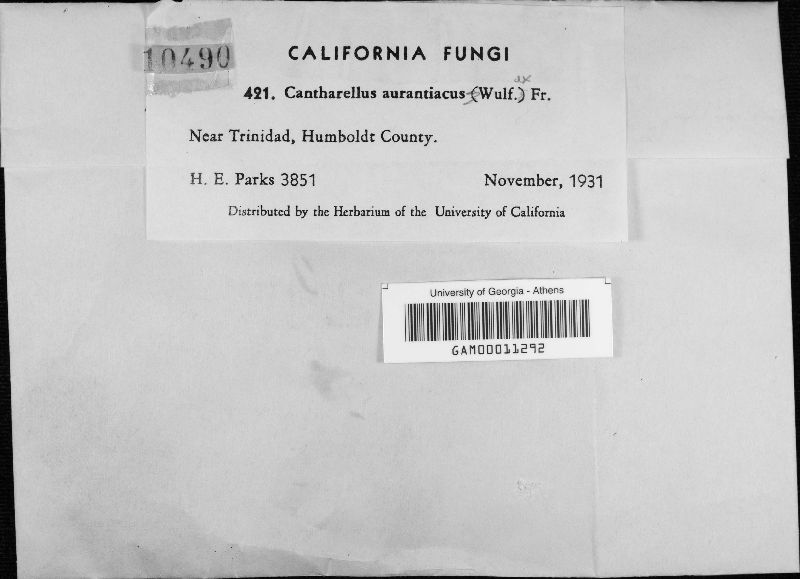 10490
CALIFORNIA FUNGI
421. Cantharellus aurantiacus (Wulf.) ex Fr.
Near Trinidad, Humboldt County.
H. E. Parks 3851 November, 1931
Distributed by the Herbarium of the University of California
University of Georgia - Athens
GAM00011292